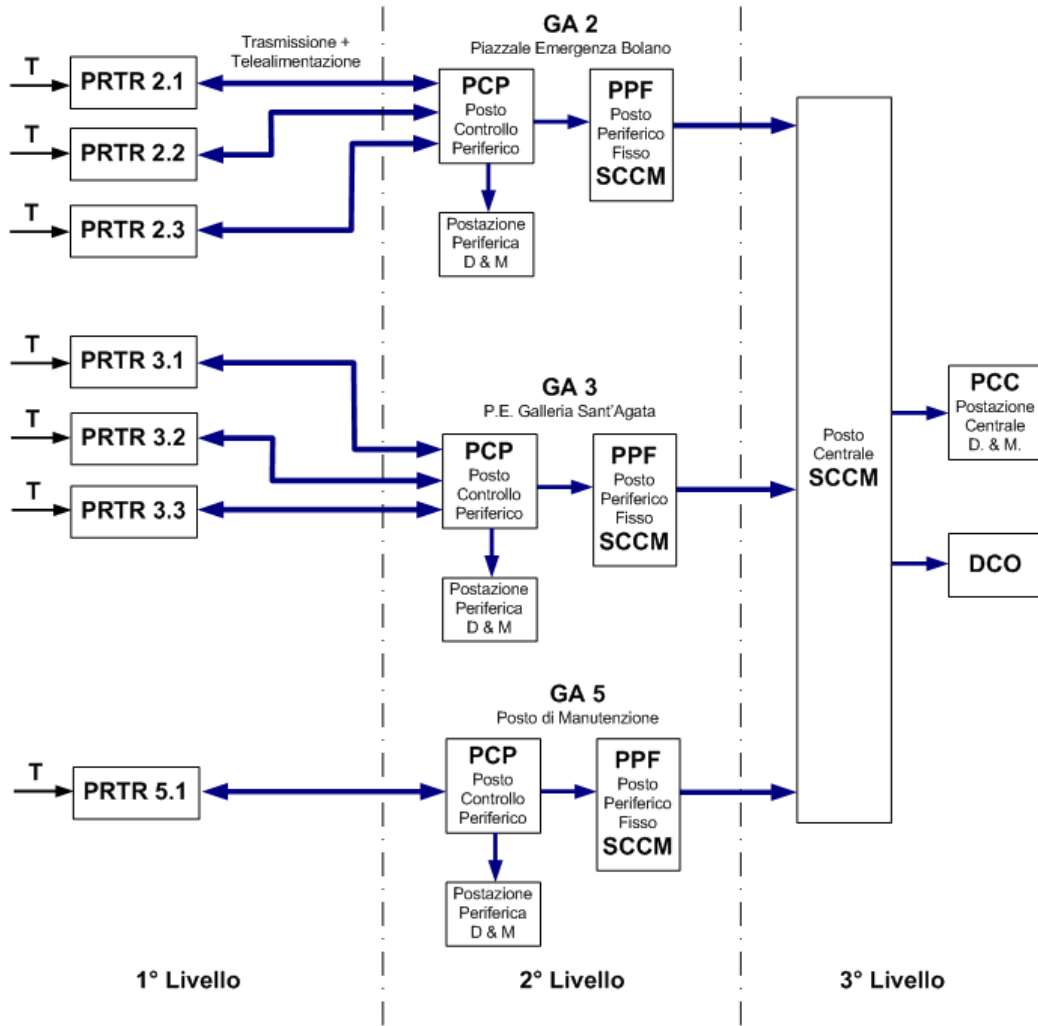 GA 2
Piazzale Emergenza Bolano
Trasmissione +
Telealimentazione
T
PRTR 2.1
T
PRTR 2.2
T
PRTR 2.3
PCP
Posto
Controllo
Periferico
PPF
Posto
Periferico
Fisso
SCCM
Postazione
Periferica
D & M
T
PRTR 3.1
T
PRTR 3.2
T
PRTR 3.3
GA 3
P.E. Galleria Sant'Agata
PCP
Posto
Controllo
Periferico
PPF
Posto
Periferico
Fisso
SCCM
Postazione
Periferica
D & M
Posto
Centrale
SCCM
PCC
Postazione
Centrale
D. & M.
DCO
GA 5
Posto di Manutenzione
T
PRTR 5.1
PCP
Posto
Controllo
Periferico
PPF
Posto
Periferico
Fisso
SCCM
Postazione
Periferica
D & M
1° Livello
2° Livello
3° Livello